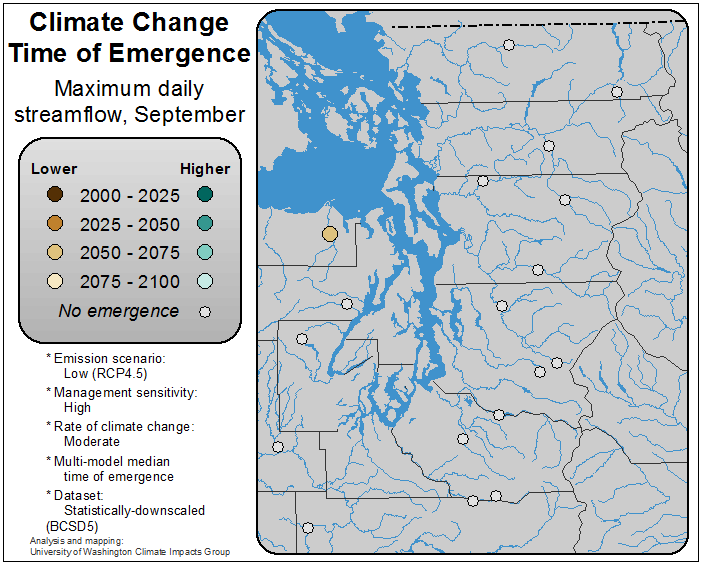 Climate Change
Time of Emergence
Maximum daily
streamflow, September
Lower Higher
2000 - 2025
2025 - 2050
2050 - 2075
2075 - 2100
No emergence
* Emission scenario:
Low (RCP4.5)
* Management sensitivity:
High
* Rate of climate change:
Moderate
* Multi-model median
time of emergence
* Dataset:
Statistically-downscaled
(BCSD5)
Analysis and mapping:
University of Washington Climate Impacts Group